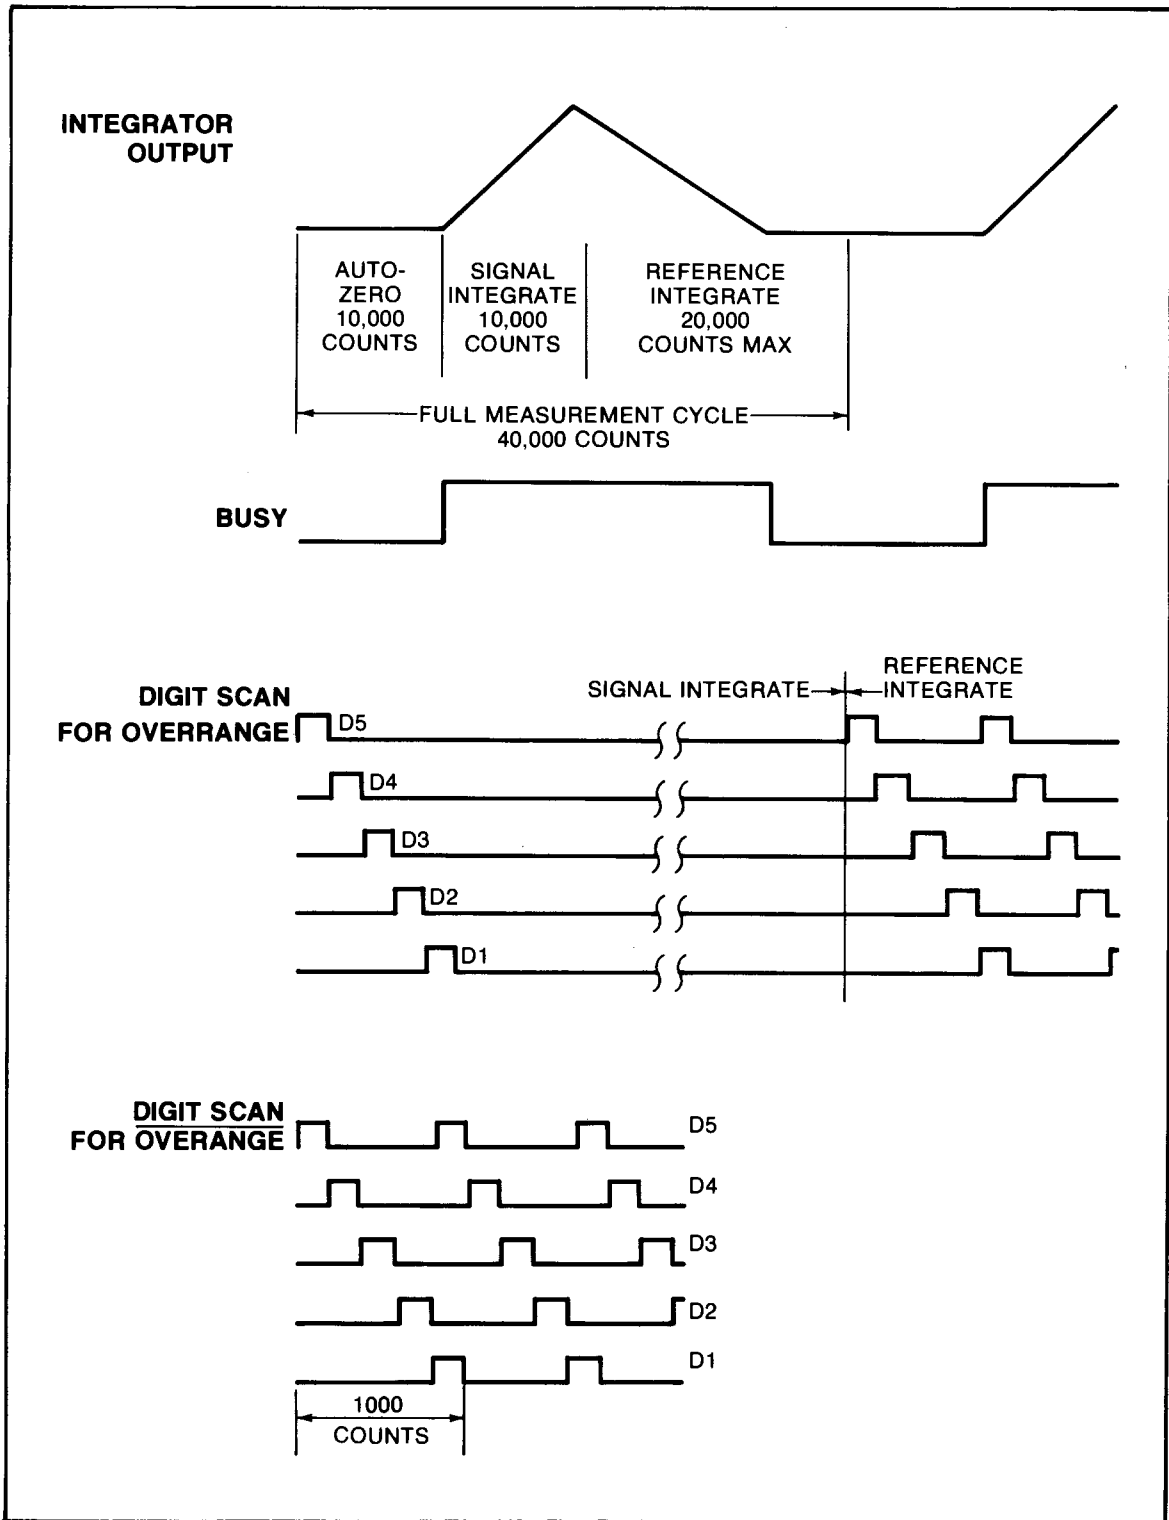 INTEGRATOR
OUTPUT
AUTO-
ZERO
10,000
COUNTS
SIGNAL
INTEGRATE
10,000
COUNTS
REFERENCE
INTEGRATE
20,000
COUNTS MAX
FULL MEASUREMENT CYCLE
40,000 COUNTS
BUSY
SIGNAL INTEGRATE
REFERENCE
INTEGRATE
DIGIT SCAN
FOR OVERRANGE
D5
D4
D3
D2
D1
DIGIT SCAN
FOR OVERANGE
D5
D4
D3
D2
D1
1000
COUNTS